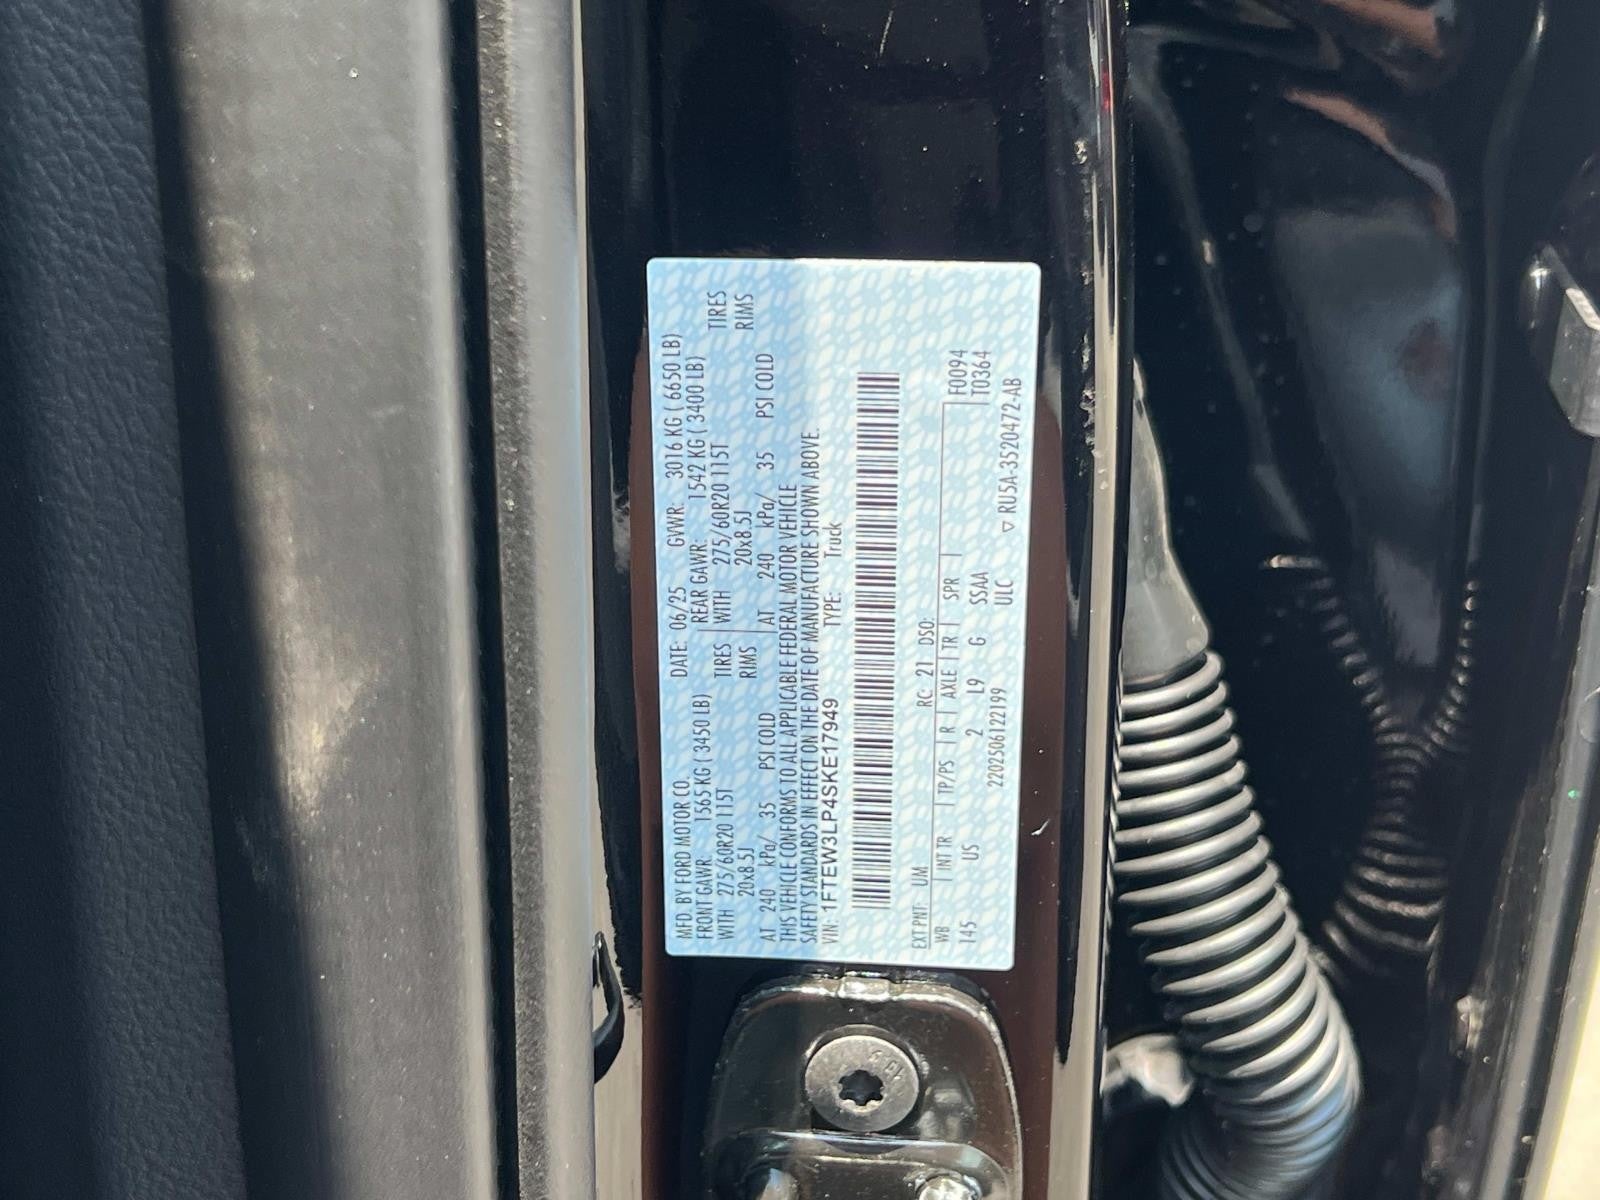 MFD. BY FORD MOTOR CO. DATE: 06/25 GVWR: 3016 KG ( 6650 LB)
FRONT GAWR 1565 KG ( 3450 LB) REAR GAWR: 1542 KG ( 3400 LB)
WITH 275/60R20 115T TIRES WITH 275/60R20 115T TIRES
20x8.5J RIMS 20x8.5J RIMS
AT 240 kPa/ 35 PSI COLD AT 240 kPa/ 35 PSI COLD
THIS VEHICLE CONFORMS TO ALL APPLICABLE FEDERAL MOTOR VEHICLE
SAFETY STANDARDS IN EFFECT ON THE DATE OF MANUFACTURE SHOWN ABOVE.
VIN: 1FTEW3LP4SKE17949 TYPE: Truck
EXT PNT: UM RC: 21 DSO:
WB INT TR TP/PS R AXLE TR SPR F0094
145 US 2 L9 G SSAA T0364
2202506122199 ULC ▽ RU5A-3520472-AB